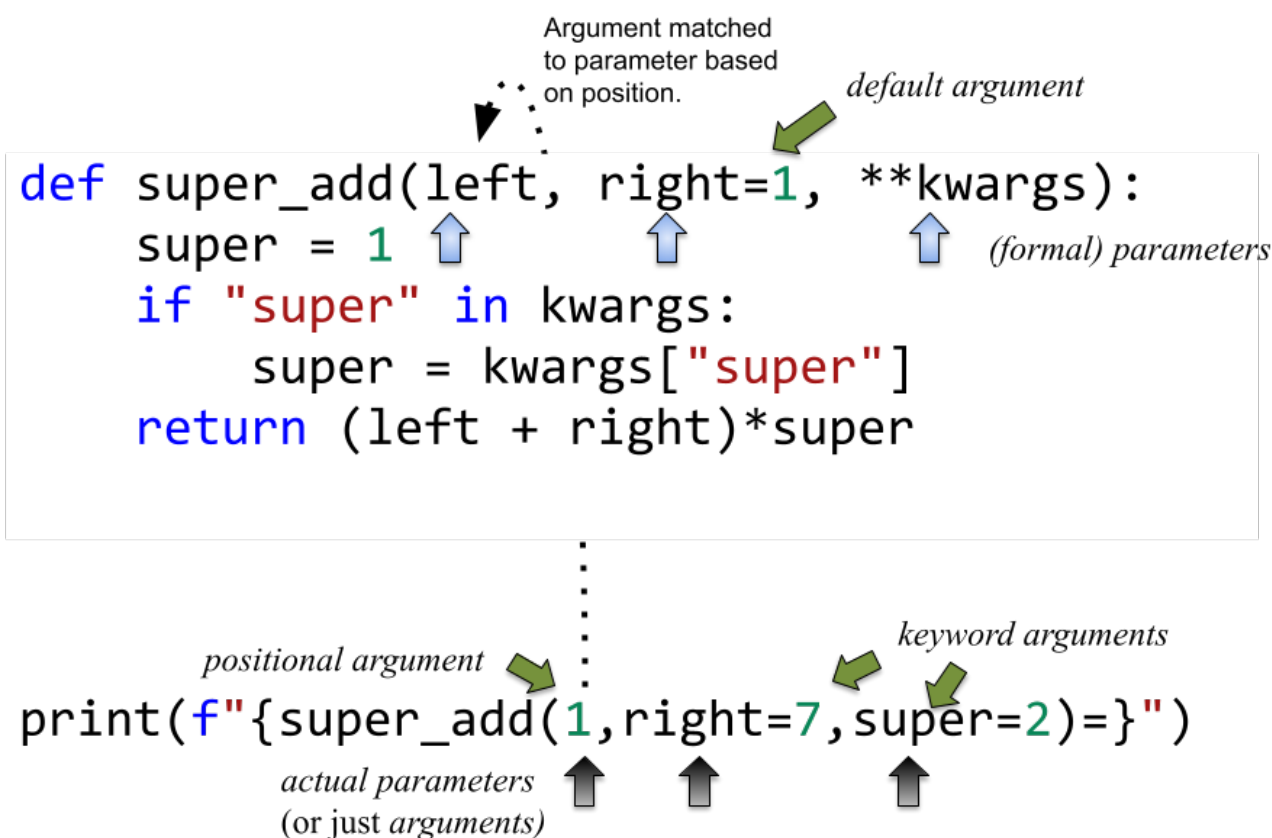 Argument matched
to parameter based
on position.
default argument
def super_add(left, right=1, **kwargs):
super = 1
(formal) parameters
if "super" in kwargs:
super = kwargs["super"]
return (left + right)*super
keyword arguments
positional argument
print(f"{super_add(1,right=7,super=2)=}")
actual parameters
(or just arguments)